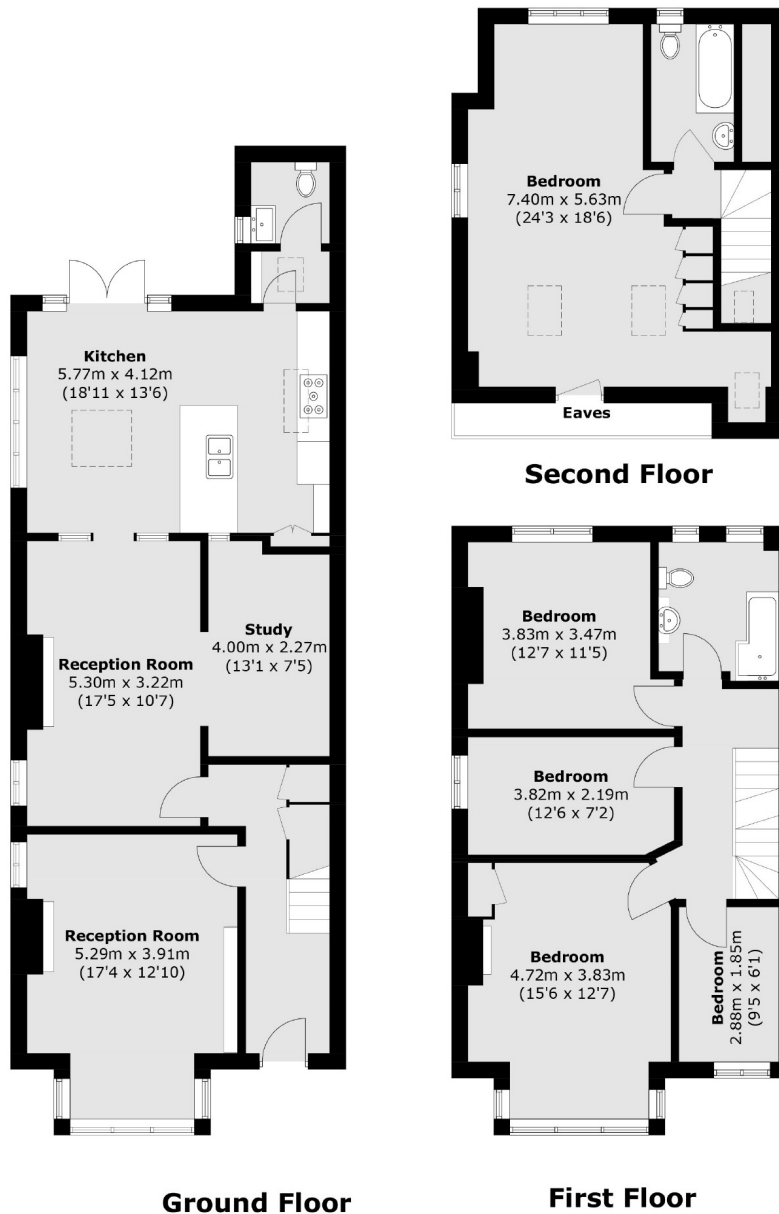 Bedroom
7.40m x 5.63m
(24'3 x 18'6)
Eaves
Second Floor
Kitchen
5.77m x 4.12m
(18'11 x 13'6)
Study
4.00m x 2.27m
(13'1 x 7'5)
Reception Room
5.30m x 3.22m
(17'5 x 10'7)
Reception Room
5.29m x 3.91m
(17'4 x 12'10)
Ground Floor
Bedroom
3.83m x 3.47m
(12'7 x 11'5)
Bedroom
3.82m x 2.19m
(12'6 x 7'2)
Bedroom
4.72m x 3.83m
(15'6 x 12'7)
Bedroom
2.88m x 1.85m
(9'5 x 6'1)
First Floor